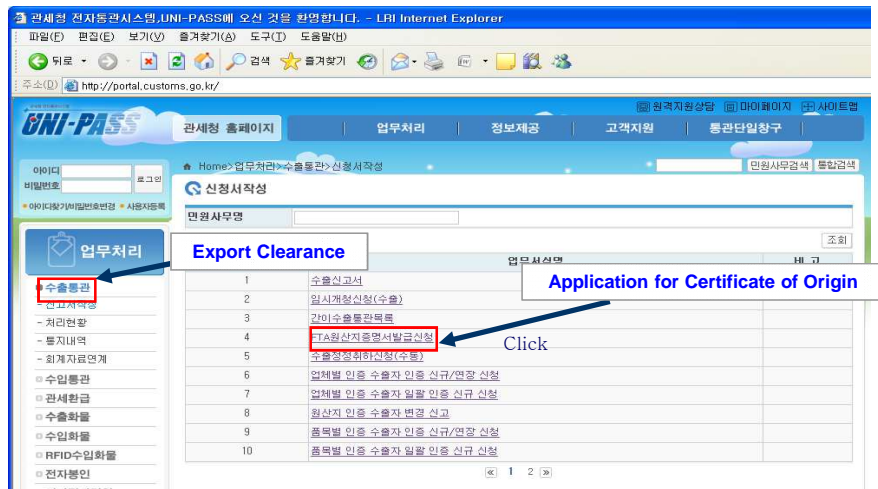 관세청 전자통관시스템,UNI-PASS에 오신 것을 환영합니다. - LRI Internet Explorer
파일(F) 편집(E) 보기(V) 즐겨찾기(A) 도구(T) 도움말(H)
뒤로 검색 즐겨찾기
주소(D) http://portal.customs.go.kr/
원격지원상담 마이페이지 사이트맵
UNI-PASS
관세청 홈페이지 업무처리 정보제공 고객지원 통관단일창구
아이디
비밀번호
로그인
아이디찾기/비밀번호변경 사용자등록
Home>업무처리>수출통관>신청서작성
민원사무검색 통합검색
신청서작성
민원사무명
조회
업무처리
Export Clearance
업무서식명 비 고
Application for Certificate of Origin
수출통관
- 신고서작성
- 처리현황
- 통지내역
- 회계자료연계
수입통관
관세환급
수출화물
수입화물
RFID수입화물
전자봉인
1 수출신고서
2 임시개청신청(수출)
3 간이수출통관목록
4 FTA원산지증명서발급신청
Click
5 수출정정취하신청(수동)
6 업체별 인증 수출자 인증 신규/연장 신청
7 업체별 인증 수출자 일괄 인증 신규 신청
8 원산지 인증 수출자 변경 신고
9 품목별 인증 수출자 인증 신규/연장 신청
10 품목별 인증 수출자 일괄 인증 신규 신청
1 2